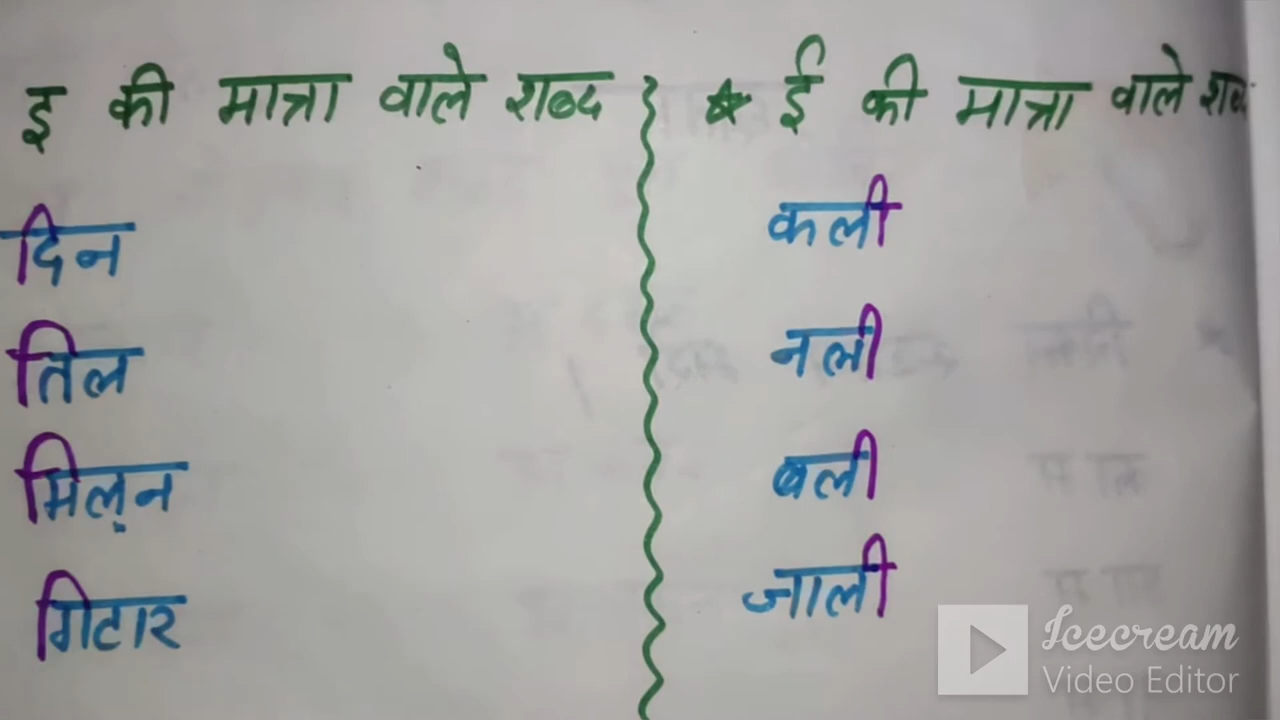 इ की मात्रा वाले शब्द
दिन
तिल
मिलन
गिटार
* ई की मात्रा वाले
कली
नली
बली
जाली
Icecream
Video Editor